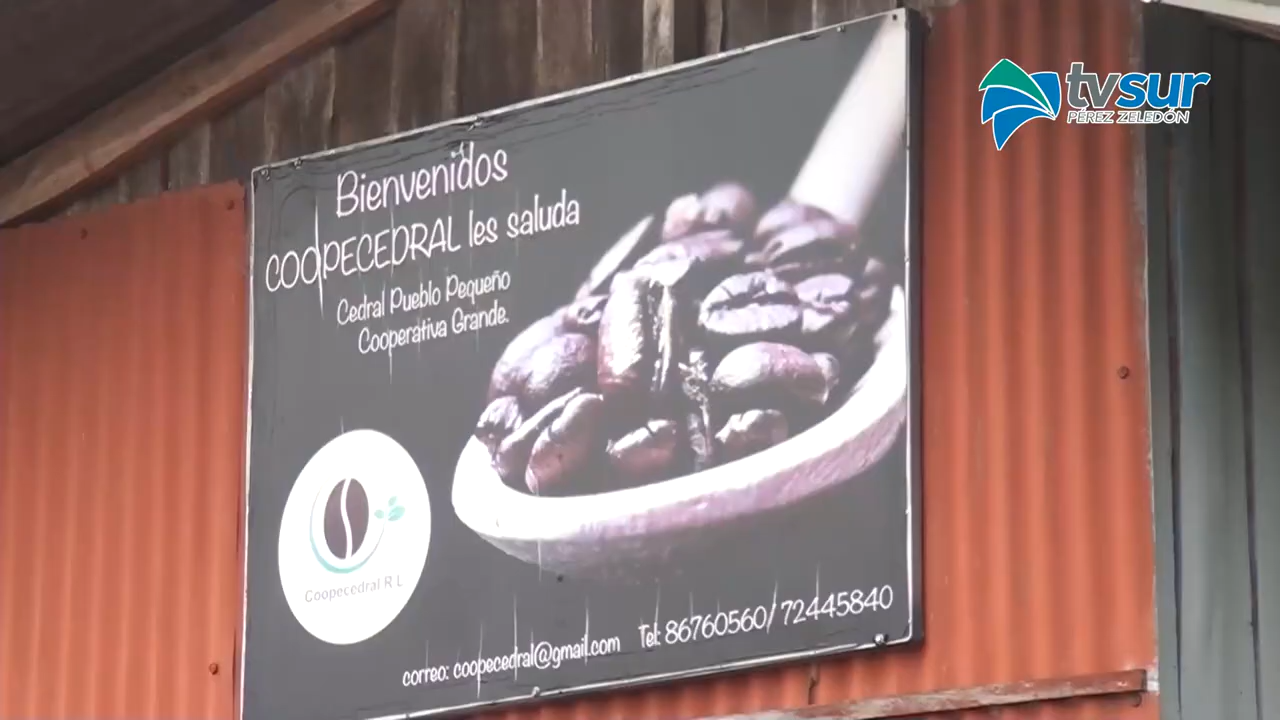 tvsur
PÉREZ ZELEDÓN
Bienvenidos
COOPECEDRAL les saluda
Cedral Pueblo Pequeño
Cooperativa Grande.
Coopecedral R L
correo: coopecedral@gmail.com Tel: 86760560/ 72445840